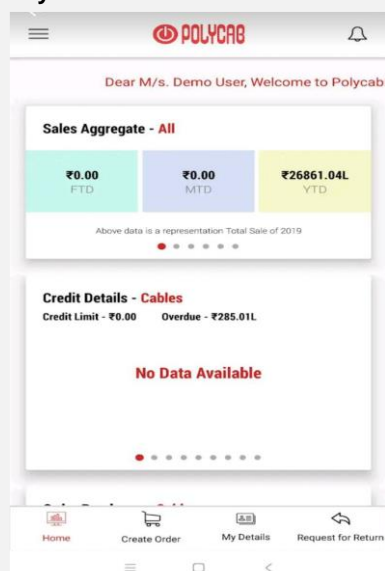 POLYCAB
Dear M/s. Demo User, Welcome to Polycab
Sales Aggregate - All
₹0.00 ₹0.00 ₹26861.04L
FTD MTD YTD
Above data is a representation Total Sale of 2019
Credit Details - Cables
Credit Limit - ₹0.00 Overdue - ₹285.01L
No Data Available
Home Create Order My Details Request for Return